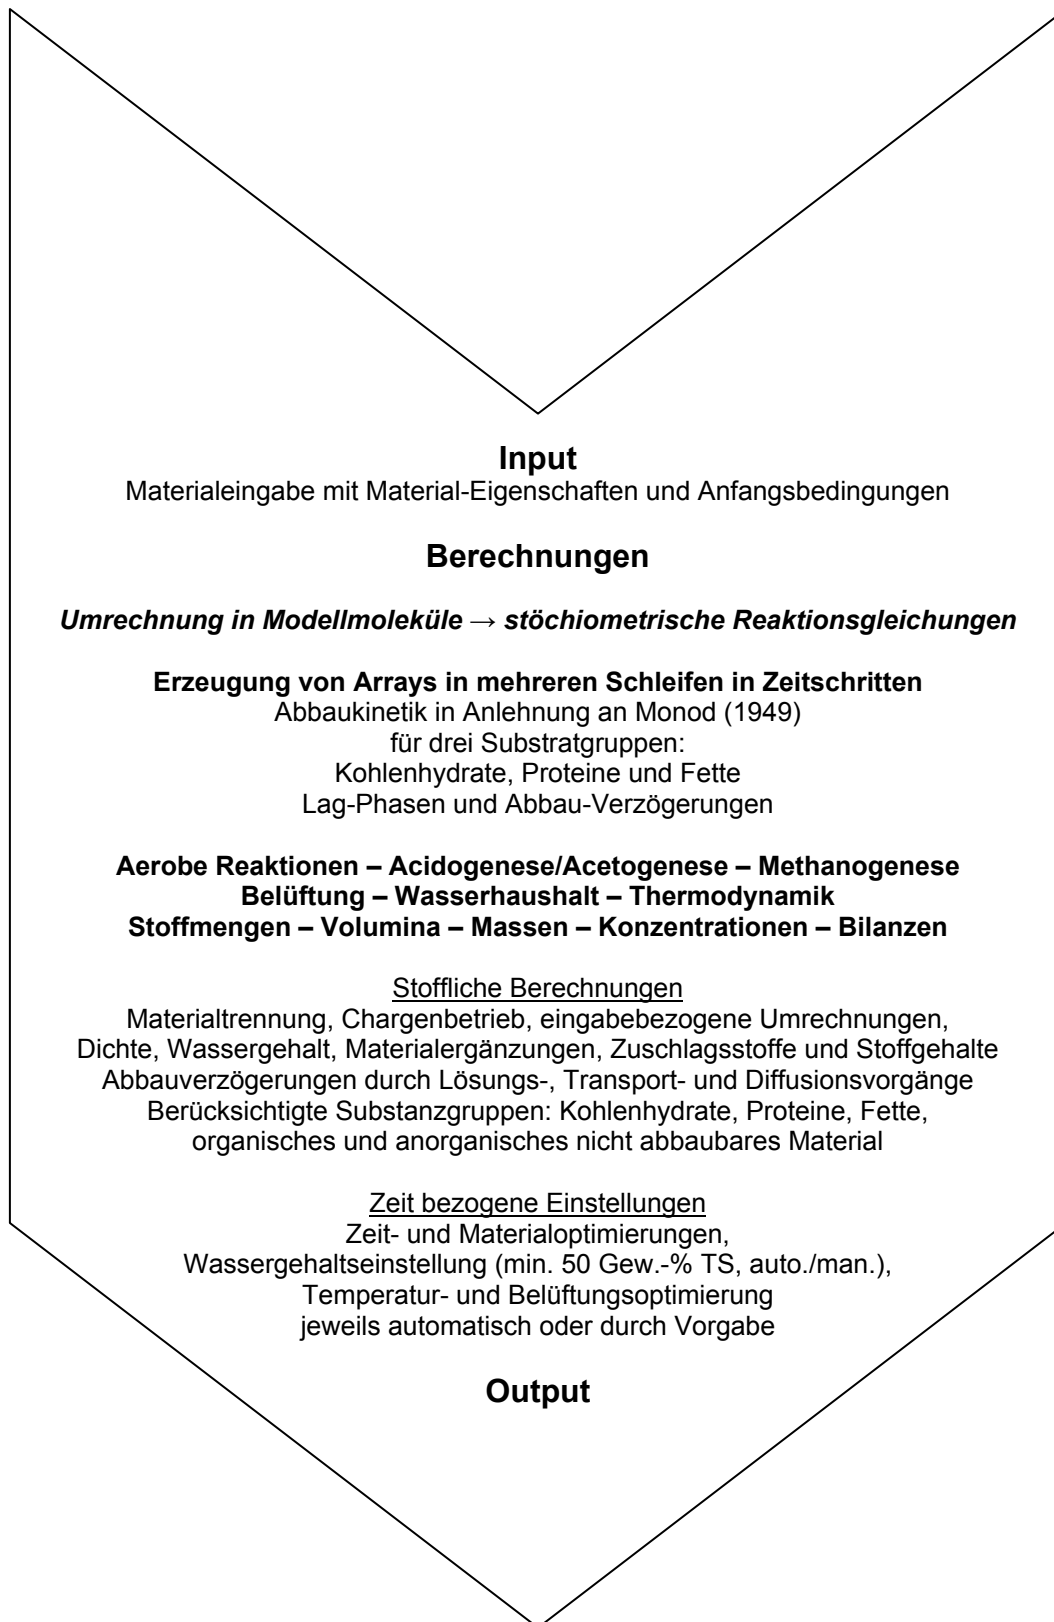 Input
Materialeingabe mit Material-Eigenschaften und Anfangsbedingungen
Berechnungen
Umrechnung in Modellmoleküle → stöchiometrische Reaktionsgleichungen
Erzeugung von Arrays in mehreren Schleifen in Zeitschritten
Abbaukinetik in Anlehnung an Monod (1949)
für drei Substratgruppen:
Kohlenhydrate, Proteine und Fette
Lag-Phasen und Abbau-Verzögerungen
Aerobe Reaktionen – Acidogenese/Acetogenese – Methanogenese
Belüftung – Wasserhaushalt – Thermodynamik
Stoffmengen – Volumina – Massen – Konzentrationen – Bilanzen
Stoffliche Berechnungen
Materialtrennung, Chargenbetrieb, eingabebezogene Umrechnungen,
Dichte, Wassergehalt, Materialergänzungen, Zuschlagsstoffe und Stoffgehalte
Abbauverzögerungen durch Lösungs-, Transport- und Diffusionsvorgänge
Berücksichtigte Substanzgruppen: Kohlenhydrate, Proteine, Fette,
organisches und anorganisches nicht abbaubares Material
Zeit bezogene Einstellungen
Zeit- und Materialoptimierungen,
Wassergehaltseinstellung (min. 50 Gew.-% TS, auto./man.),
Temperatur- und Belüftungsoptimierung
jeweils automatisch oder durch Vorgabe
Output